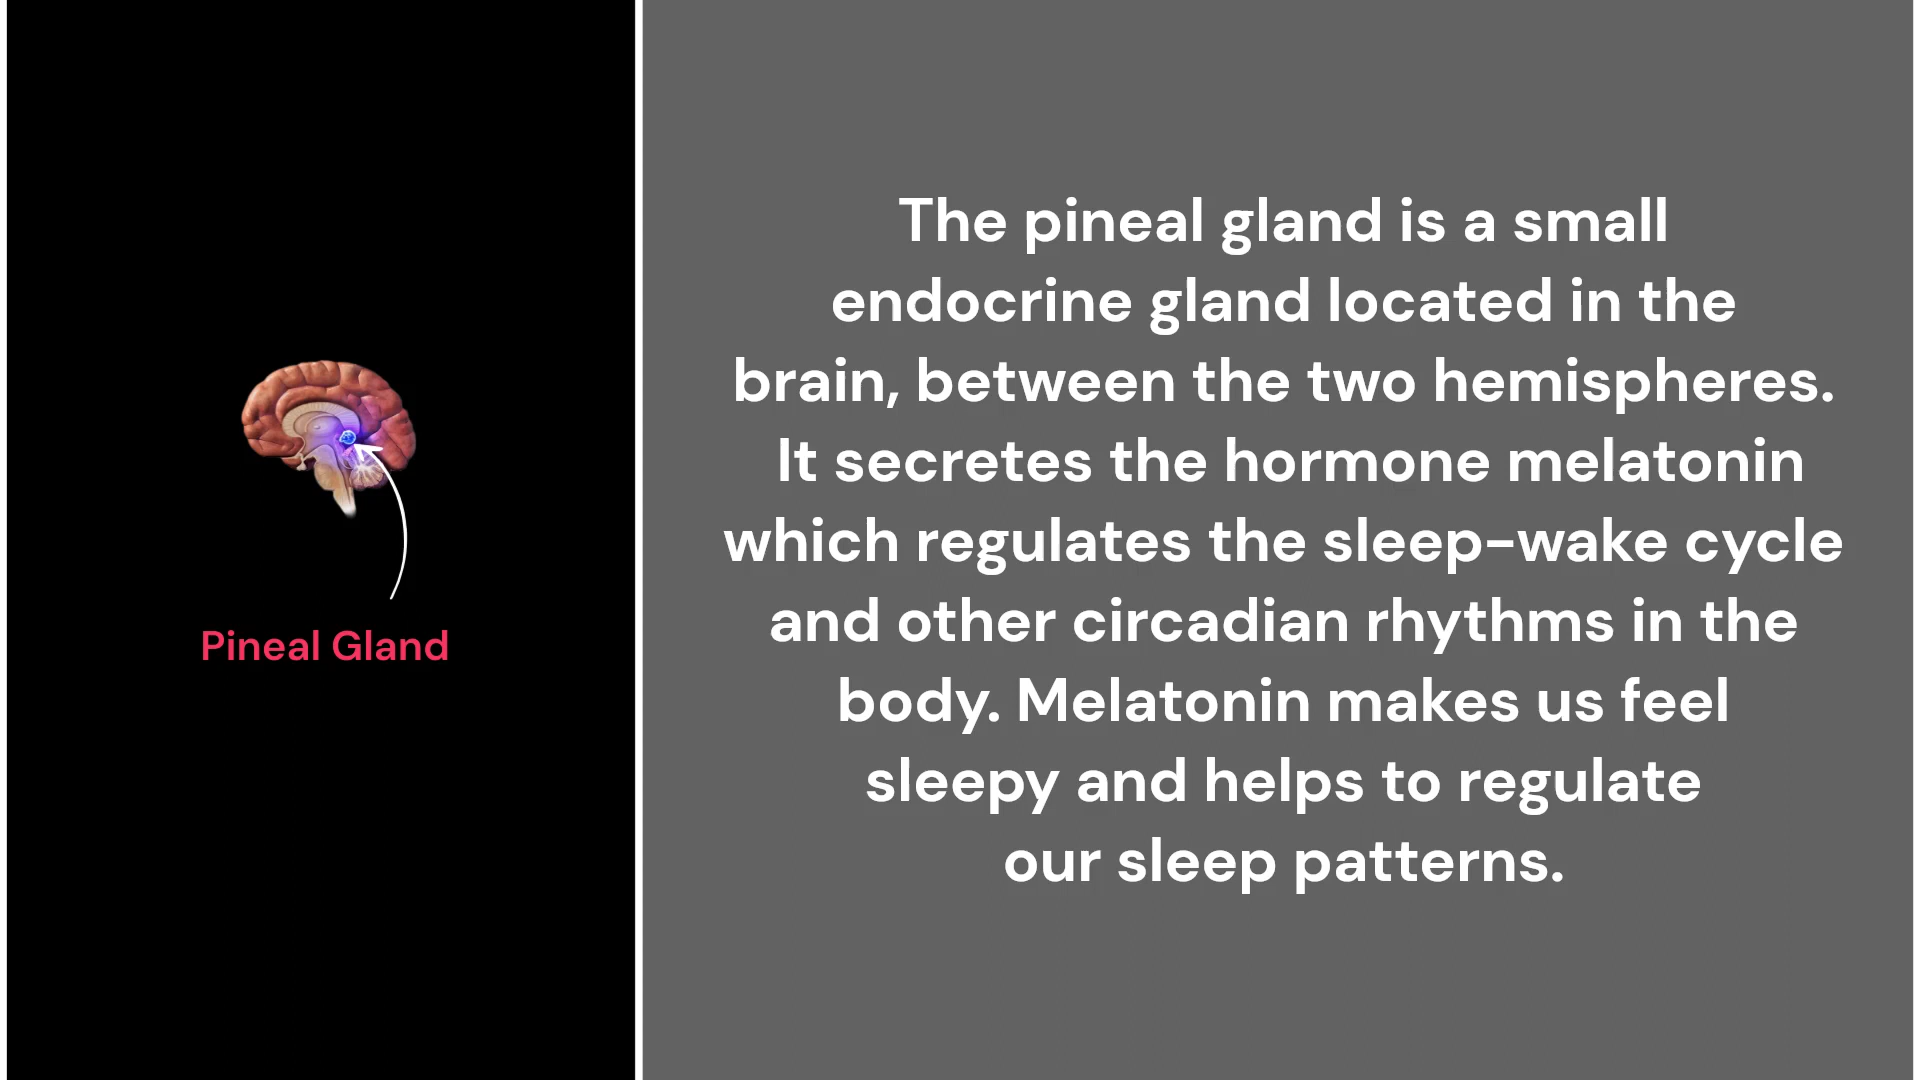 Pineal Gland
The pineal gland is a small
endocrine gland located in the
brain, between the two hemispheres.
It secretes the hormone melatonin
which regulates the sleep-wake cycle
and other circadian rhythms in the
body. Melatonin makes us feel
sleepy and helps to regulate
our sleep patterns.